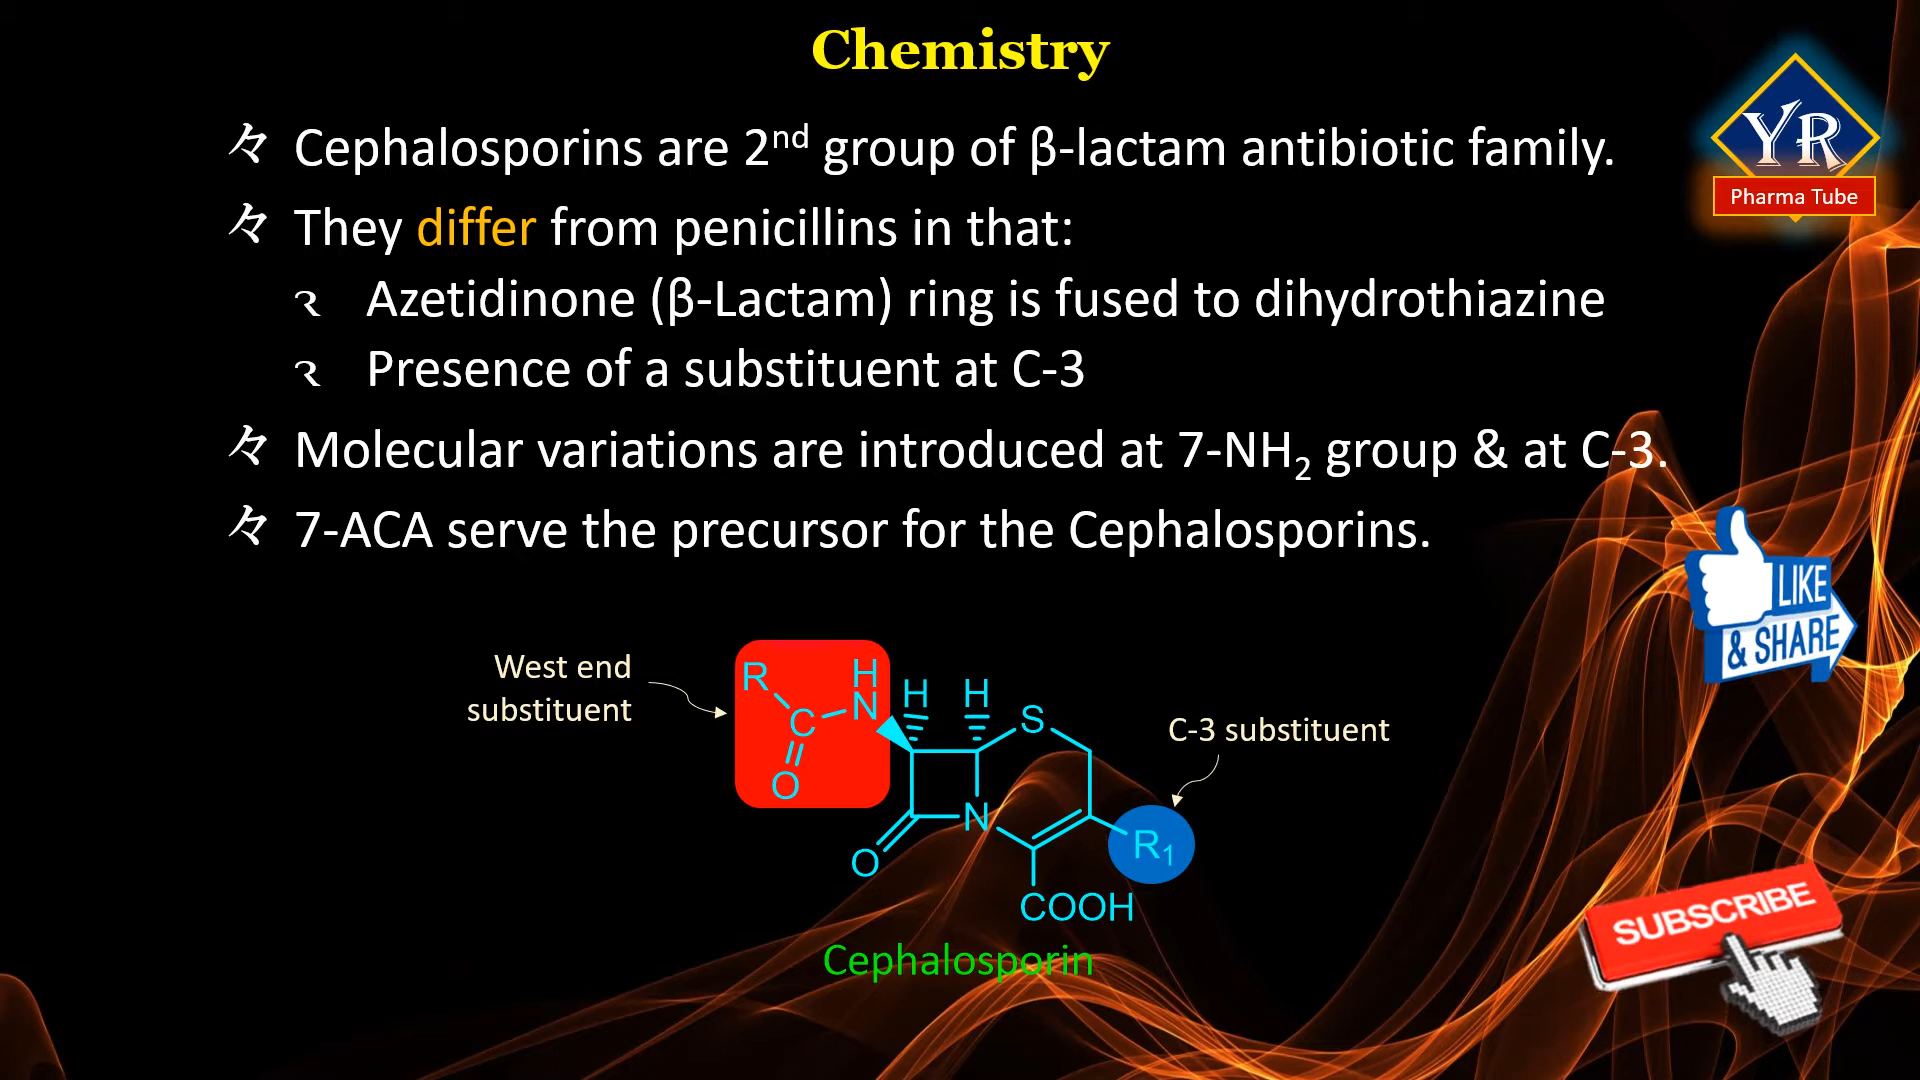 Chemistry
々 Cephalosporins are 2nd group of β-lactam antibiotic family.
々 They differ from penicillins in that:
Azetidinone (β-Lactam) ring is fused to dihydrothiazine
Presence of a substituent at C-3
々 Molecular variations are introduced at 7-NH2 group & at C-3.
々 7-ACA serve the precursor for the Cephalosporins.
YR
Pharma Tube
LIKE
& SHARE
West end
substituent
R
C
O
H
N
H
H
S
C-3 substituent
N
O
R1
COOH
Cephalosporin
SUBSCRIBE